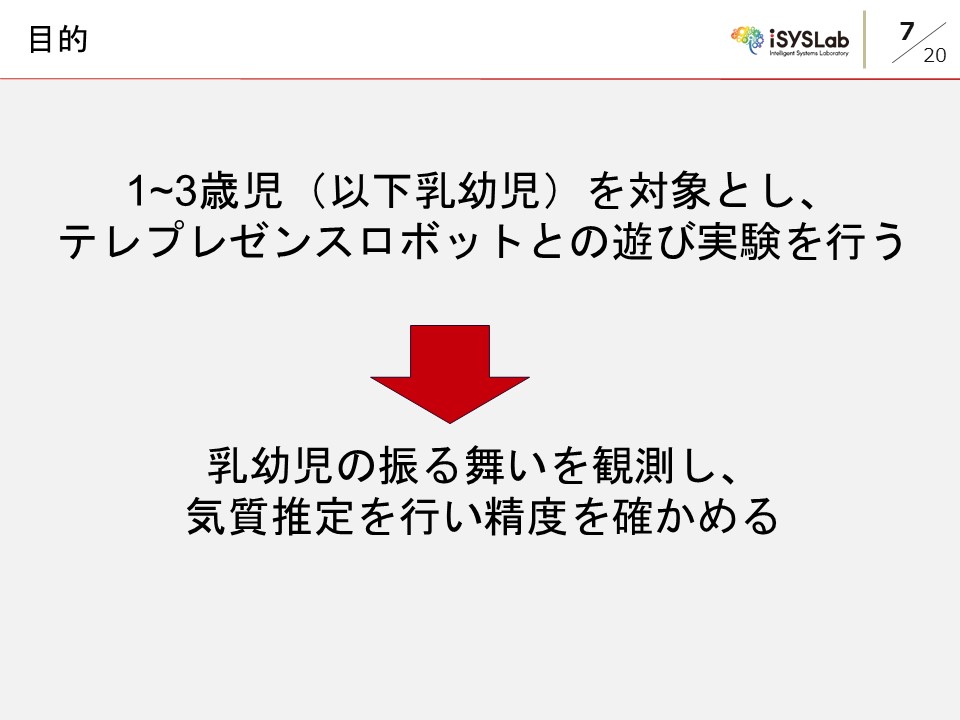 目的
iSYSLab
Intelligent Systems Laboratory
7
20
1~3歳児（以下乳幼児）を対象とし、
テレプレゼンスロボットとの遊び実験を行う
乳幼児の振る舞いを観測し、
気質推定を行い精度を確かめる